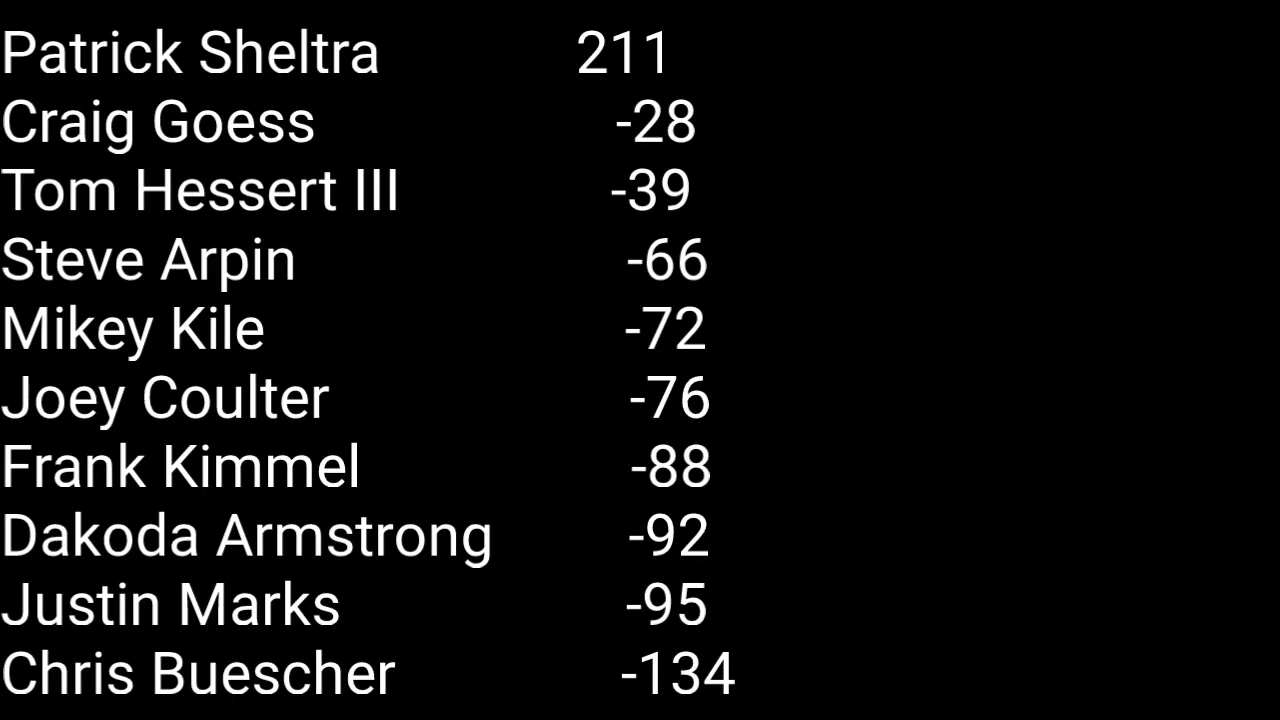 Patrick Sheltra 211
Craig Goess -28
Tom Hessert III -39
Steve Arpin -66
Mikey Kile -72
Joey Coulter -76
Frank Kimmel -88
Dakoda Armstrong -92
Justin Marks -95
Chris Buescher -134